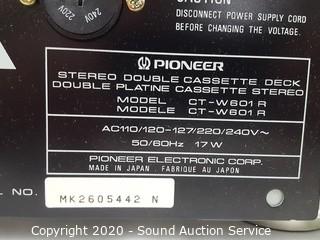 240V
220V
DISCONNECT POWER SUPPLY CORD
BEFORE CHANGING THE VOLTAGE.
PIONEER
STEREO DOUBLE CASSETTE DECK
DOUBLE PLATINE CASSETTE STEREO
MODEL CT-W601R
MODELE CT-W601R
AC110/120-127/220/240V~
50/60Hz 17W
PIONEER ELECTRONIC CORP.
MADE IN JAPAN, FABRIQUE AU JAPON
NO.
MK2605442 N
Copyright 2020 - Sound Auction Service